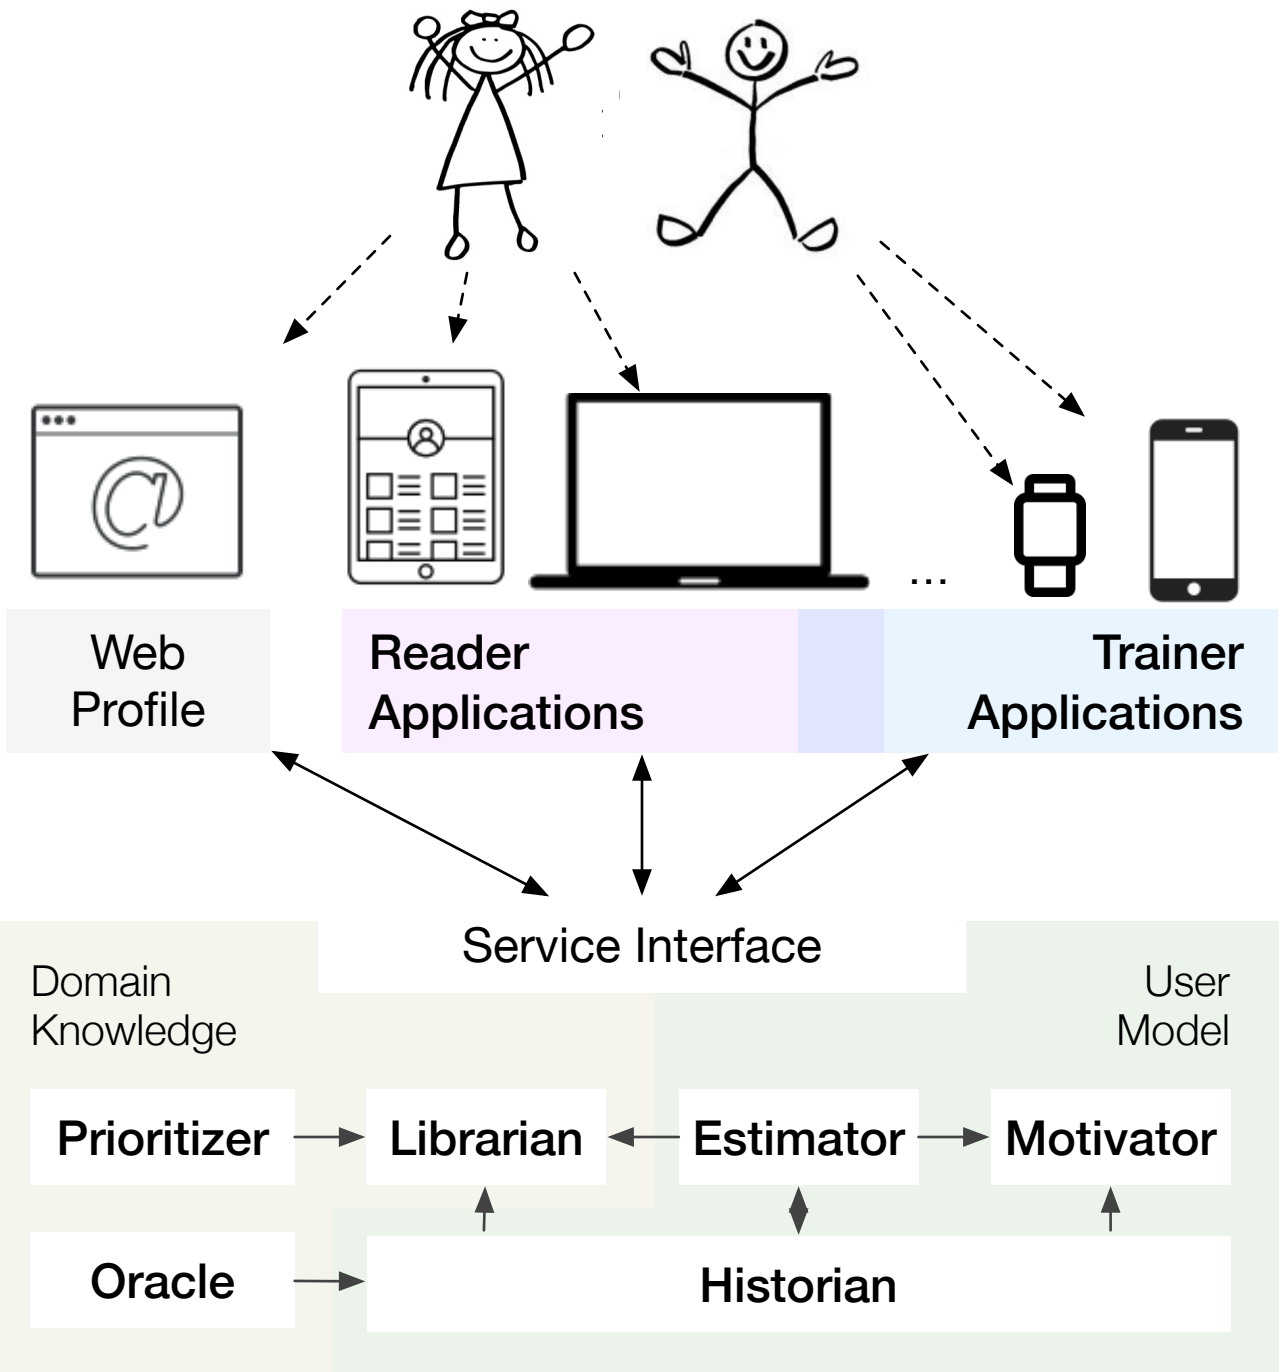 ...
Web
Profile
Reader
Applications
Trainer
Applications
Service Interface
Domain
Knowledge
User
Model
Prioritizer
Librarian
Estimator
Motivator
Oracle
Historian